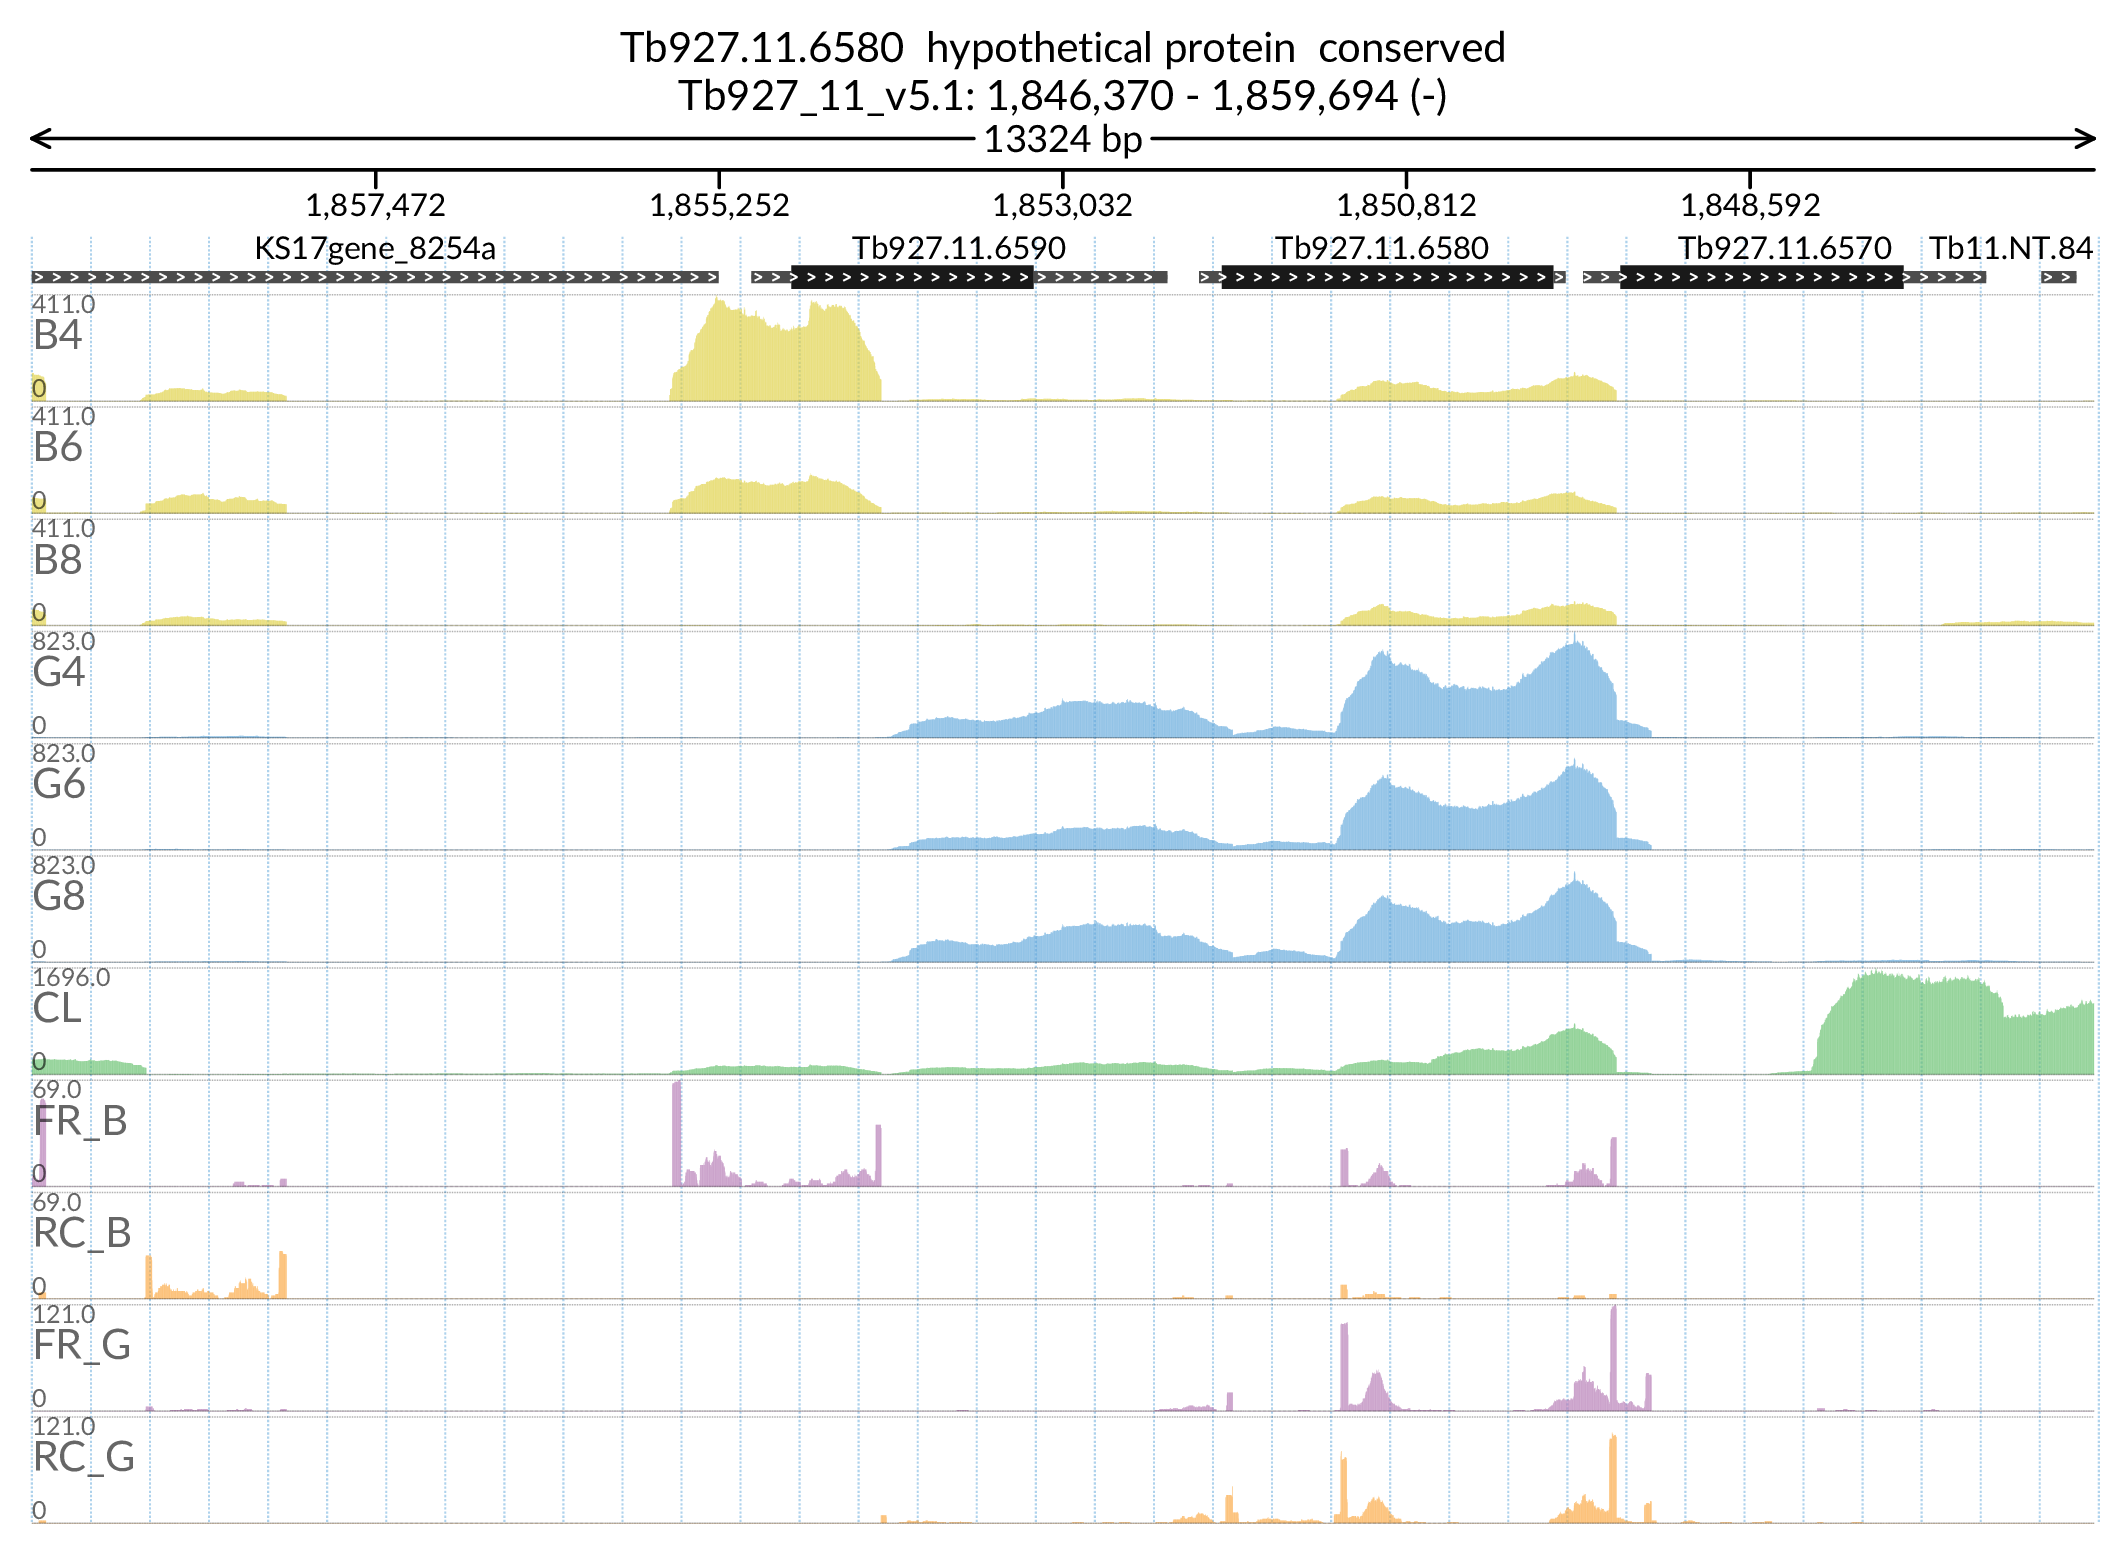 Tb927.11.6580 hypothetical protein conserved
Tb927_11_v5.1: 1,846,370 - 1,859,694 (-)
13324 bp
1,857,472 1,855,252 1,853,032 1,850,812 1,848,592
KS17gene_8254a Tb927.11.6590 Tb927.11.6580 Tb927.11.6570 Tb11.NT.84
411.0
B4
0
411.0
B6
0
411.0
B8
0
823.0
G4
0
823.0
G6
0
823.0
G8
0
1696.0
CL
0
69.0
FR_B
0
69.0
RC_B
0
121.0
FR_G
0
121.0
RC_G
0